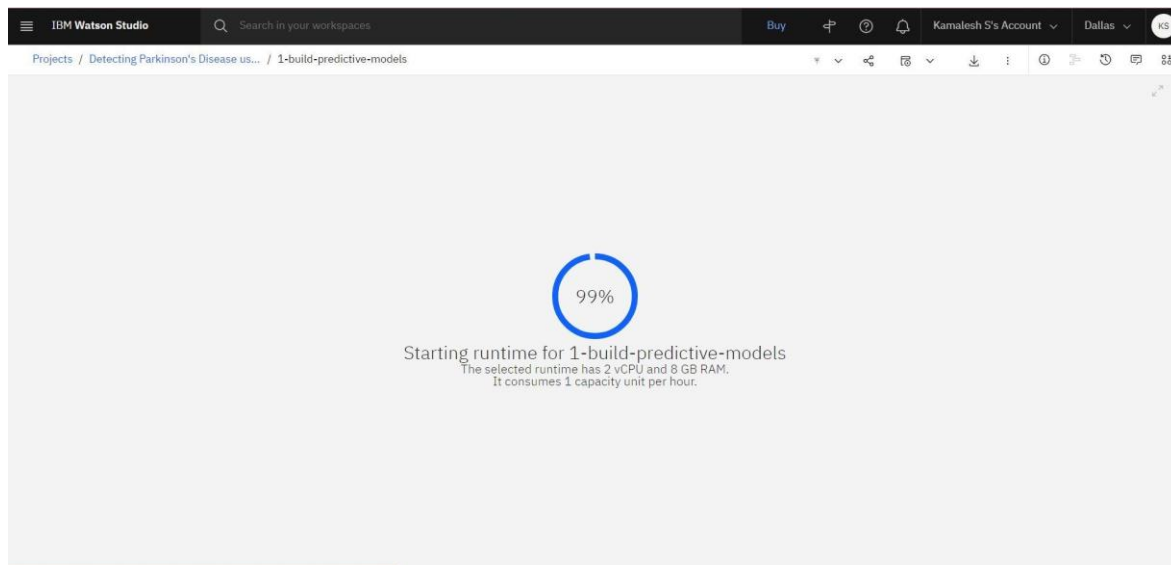 IBM Watson Studio
Search in your workspaces
Buy
Kamalesh S's Account
Dallas
KS
Projects / Detecting Parkinson's Disease us... / 1-build-predictive-models
99%
Starting runtime for 1-build-predictive-models
The selected runtime has 2 vCPU and 8 GB RAM.
It consumes 1 capacity unit per hour.